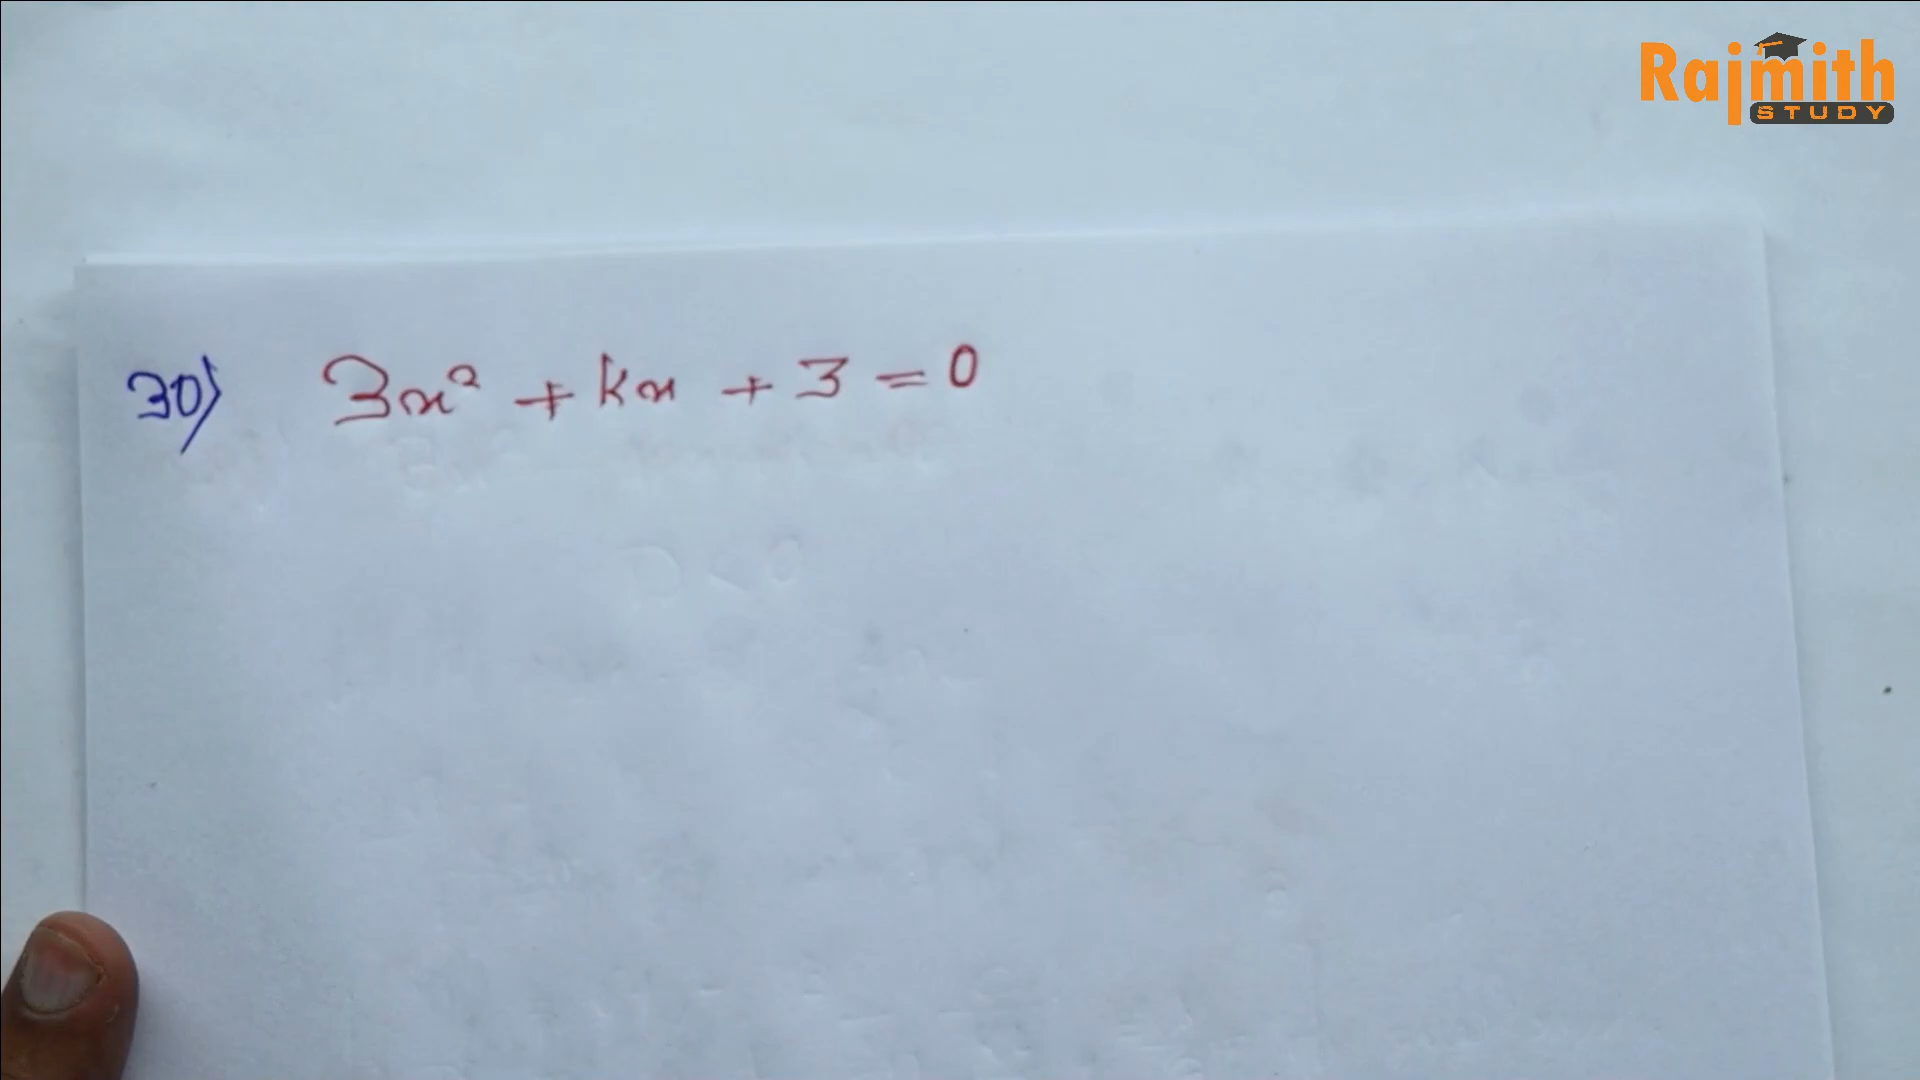 Rajmith
STUDY
30) 3x² + kx + 3 = 0